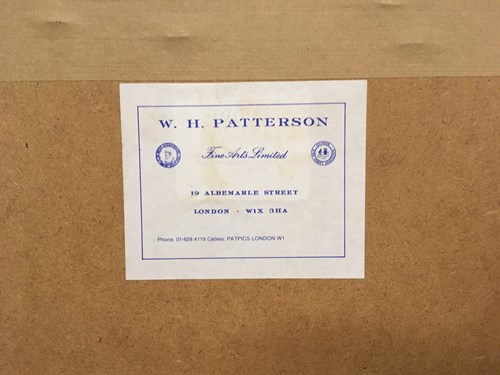 W. H. PATTERSON
Fine Arts Limited
19 ALBEMARLE STREET
LONDON · W1X 3HA
Phone: 01-629 4119 Cables: PATPICS LONDON W1